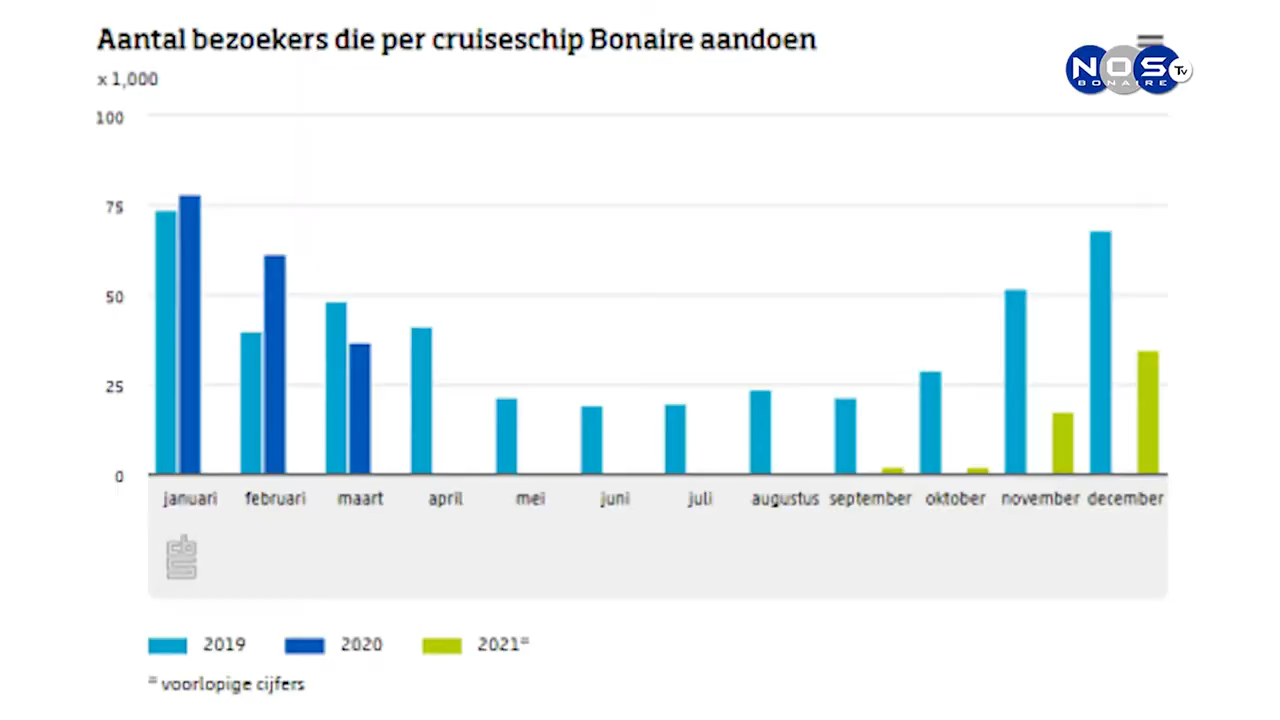 Aantal bezoekers die per cruiseschip Bonaire aandoen
x 1,000
NOS Tv
BONAIRE
100
75
50
25
0
januari februari maart april mei juni juli augustus september oktober november december
cbs
2019 2020 2021=
= voorlopige cijfers